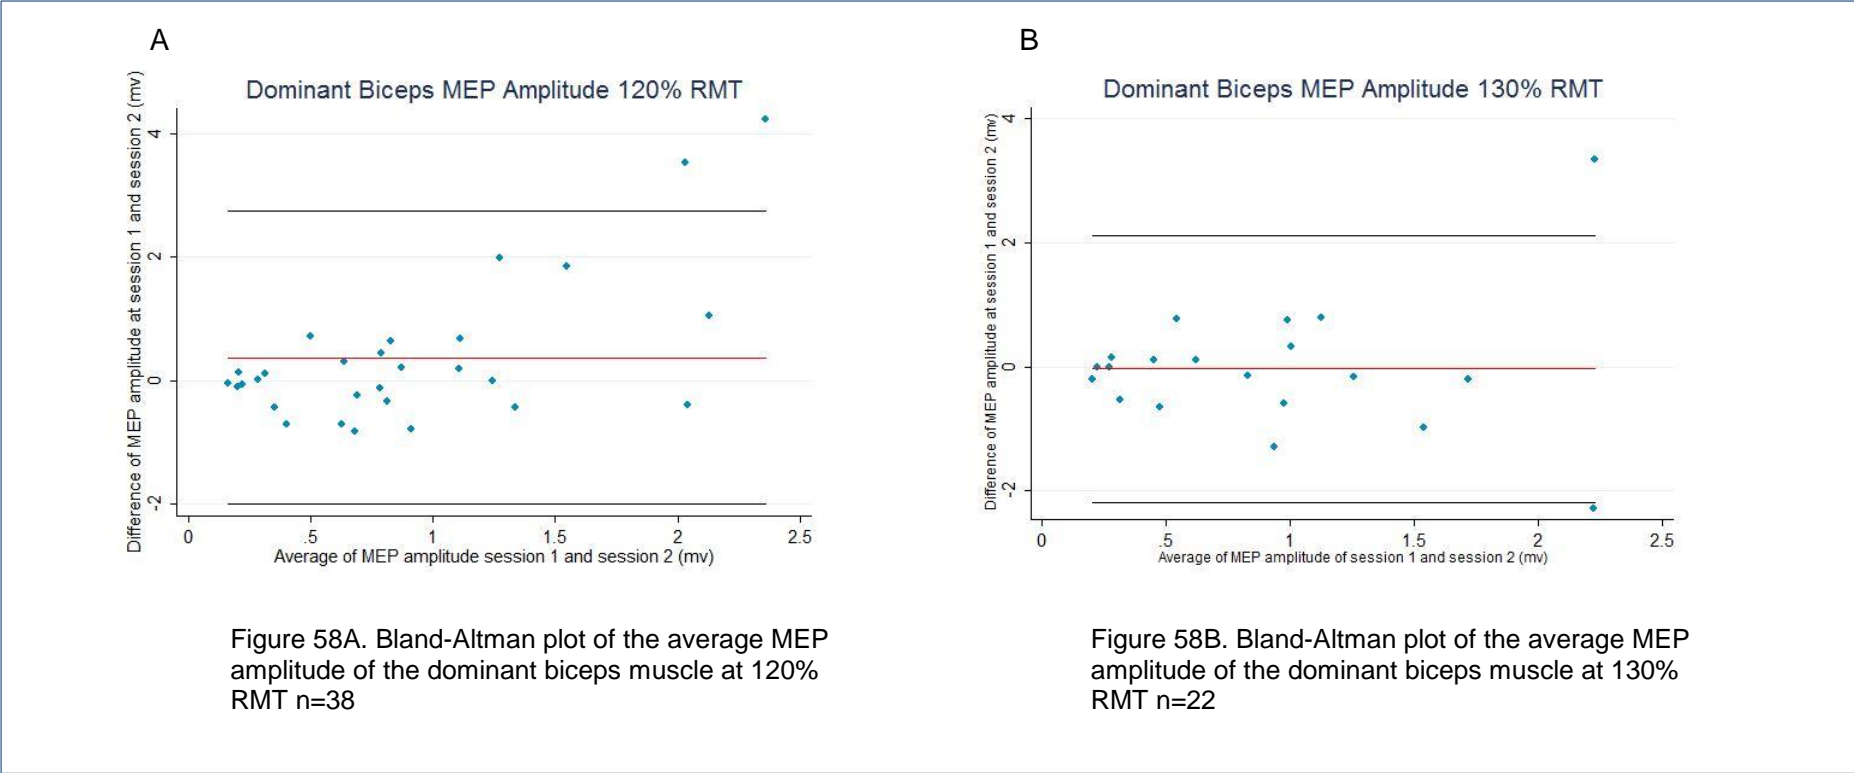 A
Dominant Biceps MEP Amplitude 120% RMT
Difference of MEP amplitude at session 1 and session 2 (mv)
4
2
0
-2
0 .5 1 1.5 2 2.5
Average of MEP amplitude session 1 and session 2 (mv)
Figure 58A. Bland-Altman plot of the average MEP
amplitude of the dominant biceps muscle at 120%
RMT n=38
B
Dominant Biceps MEP Amplitude 130% RMT
Difference of MEP amplitude at session 1 and session 2 (mv)
4
2
0
-2
0 .5 1 1.5 2 2.5
Average of MEP amplitude of session 1 and session 2 (mv)
Figure 58B. Bland-Altman plot of the average MEP
amplitude of the dominant biceps muscle at 130%
RMT n=22